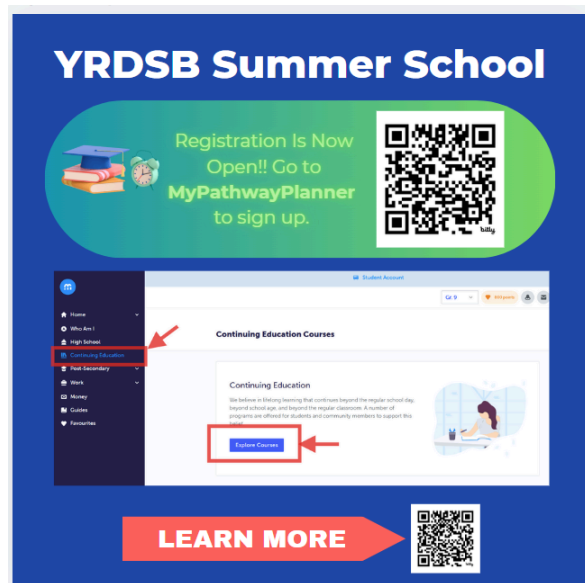 YRDSB Summer School
Registration Is Now
Open!! Go to
MyPathwayPlanner
to sign up.
bitly
m
Student Account
Gr 9
Home
Who Am I
High School
Continuing Education
Post-Secondary
Work
Money
Guides
Favourites
Continuing Education Courses
Continuing Education
We believe in lifelong learning that continues beyond the regular school day,
beyond school age, and beyond the regular classroom. A number of
programs are offered for students and community members to support this
belief.
Explore Courses
LEARN MORE